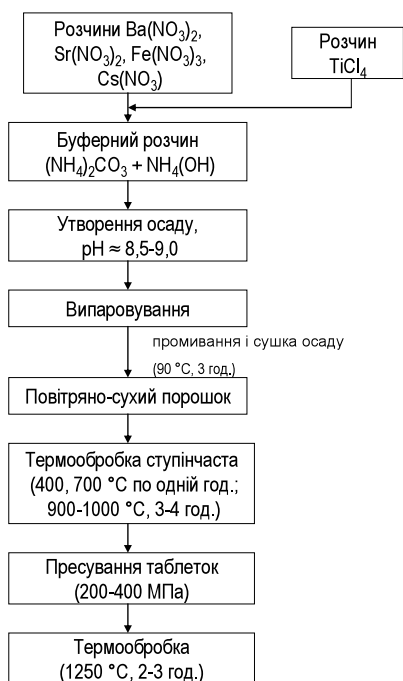 Розчини Ba(NO₃)₂,
Sr(NO₃)₂, Fe(NO₃)₃,
Cs(NO₃)
Розчин
TiCl₄
Буферний розчин
(NH₄)₂CO₃ + NH₄(OH)
Утворення осаду,
pH ≈ 8,5-9,0
Випаровування
промивання і сушка осаду
(90 °C, 3 год.)
Повітряно-сухий порошок
Термообробка ступінчаста
(400, 700 °C по одній год.;
900-1000 °C, 3-4 год.)
Пресування таблеток
(200-400 МПа)
Термообробка
(1250 °C, 2-3 год.)